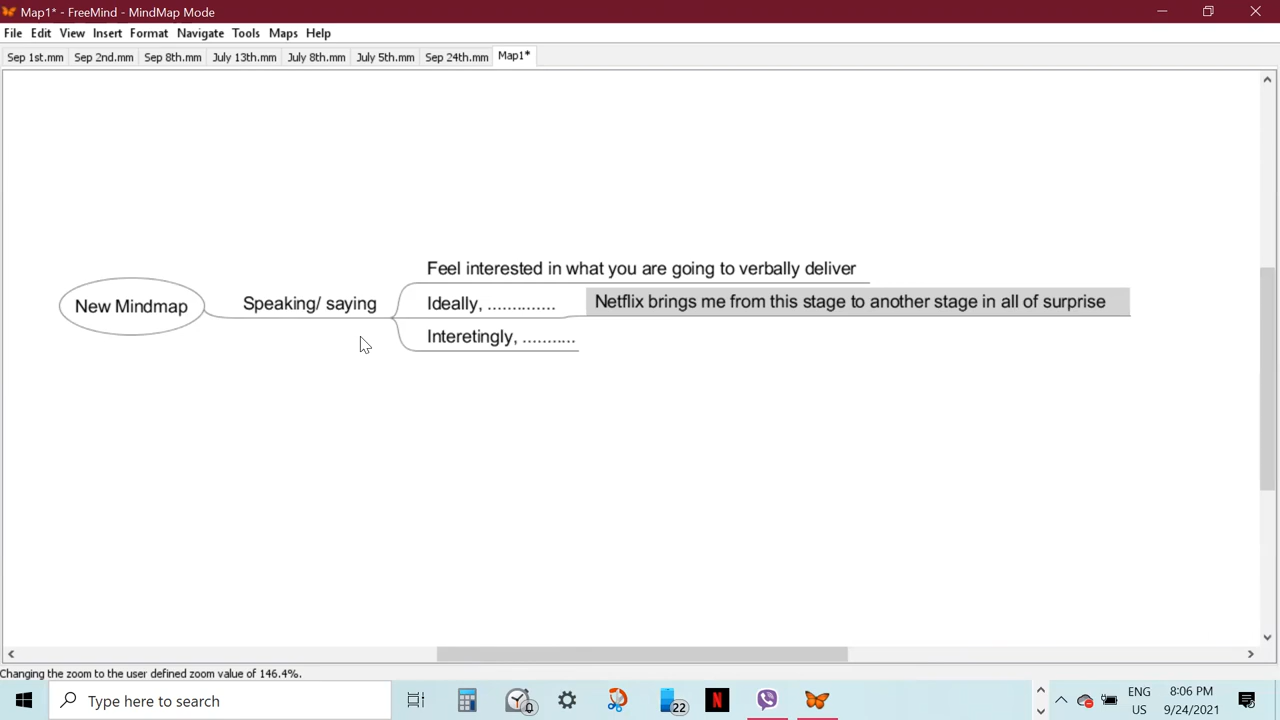 Map1* - FreeMind - MindMap Mode
File Edit View Insert Format Navigate Tools Maps Help
Sep 1st.mm Sep 2nd.mm Sep 8th.mm July 13th.mm July 8th.mm July 5th.mm Sep 24th.mm Map1*
Feel interested in what you are going to verbally deliver
New Mindmap Speaking/ saying Ideally, .............. Netflix brings me from this stage to another stage in all of surprise
Interetingly, ...........
Changing the zoom to the user defined zoom value of 146.4%.
Type here to search 22 N ENG 8:06 PM
US 9/24/2021